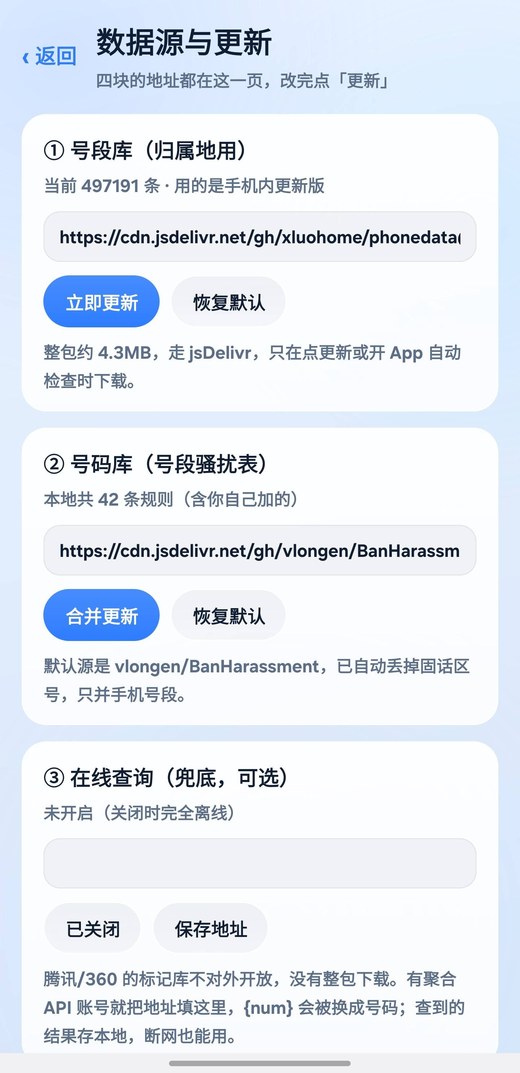 ‹ 返回
数据源与更新
四块的地址都在这一页，改完点「更新」
① 号段库（归属地用）
当前 497191 条 · 用的是手机内更新版
https://cdn.jsdelivr.net/gh/xluohome/phonedata(
立即更新
恢复默认
整包约 4.3MB，走 jsDelivr，只在点更新或开 App 自动
检查时下载。
② 号码库（号段骚扰表）
本地共 42 条规则（含你自己加的）
https://cdn.jsdelivr.net/gh/vlongen/BanHarassm
合并更新
恢复默认
默认源是 vlongen/BanHarassment，已自动丢掉固话区
号，只并手机号段。
③ 在线查询（兜底，可选）
未开启（关闭时完全离线）
已关闭
保存地址
腾讯/360 的标记库不对外开放，没有整包下载。有聚合
API 账号就把地址填这里，{num} 会被换成号码；查到的
结果存本地，断网也能用。